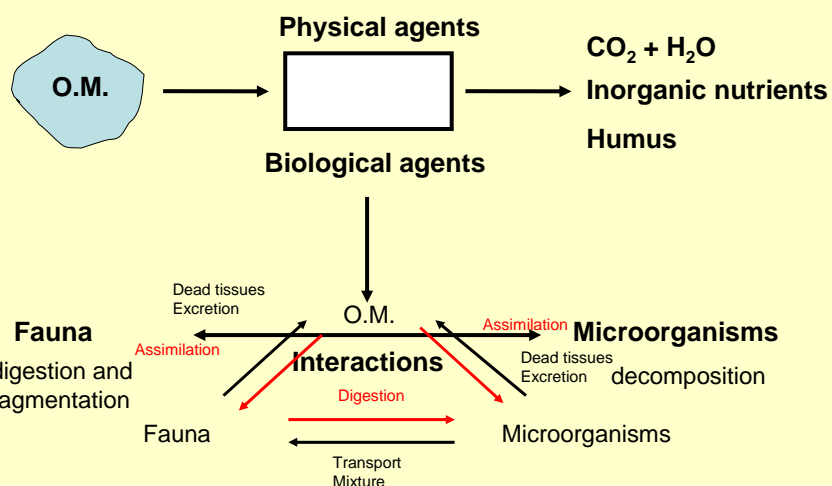 Physical agents
O.M.
CO₂ + H₂O
Inorganic nutrients
Humus
Biological agents
Dead tissues
Excretion
O.M.
Fauna
Assimilation
Assimilation
Microorganisms
Interactions
Dead tissues
Excretion
digestion and
agmentation
decomposition
Digestion
Fauna
Microorganisms
Transport
Mixture